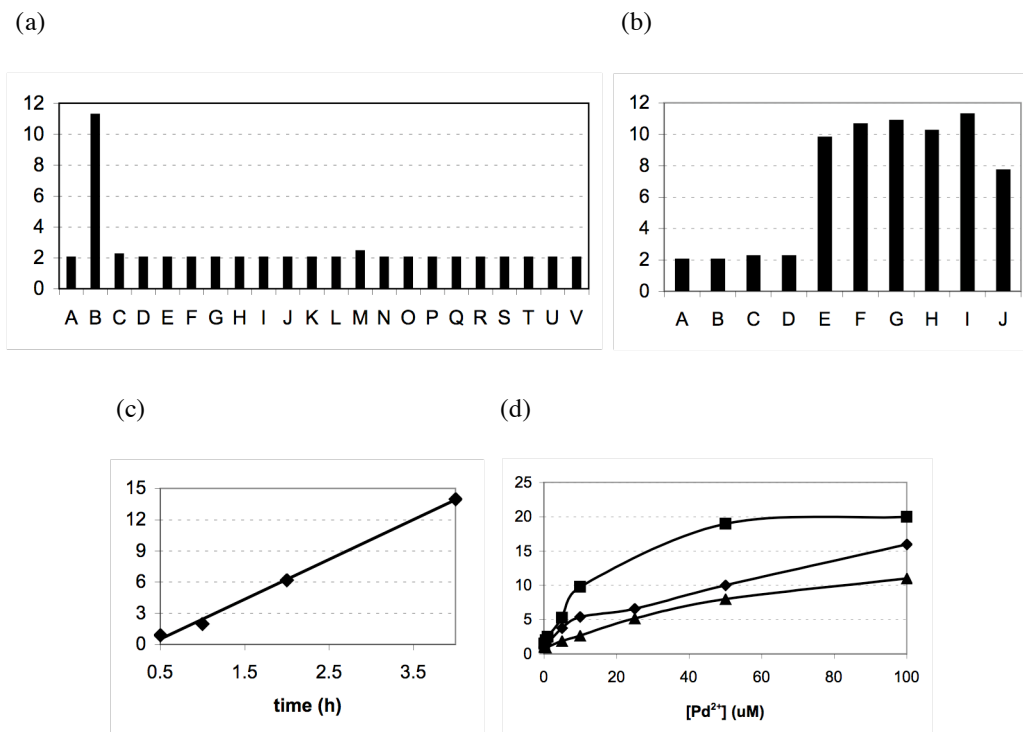 (a)
(b)
12
10
8
6
4
2
0
A B C D E F G H I J K L M N O P Q R S T U V
12
10
8
6
4
2
0
A B C D E F G H I J
(c)
(d)
15
12
9
6
3
0
0.5 1.5 2.5 3.5
time (h)
25
20
15
10
5
0
0 20 40 60 80 100
[Pd²⁺] (uM)